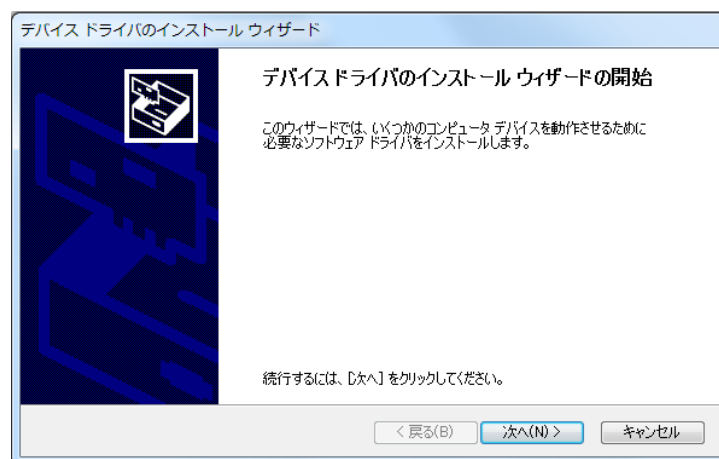 デバイス ドライバのインストール ウィザード
デバイス ドライバのインストール ウィザードの開始
このウィザードでは、いくつかのコンピュータ デバイスを動作させるために
必要なソフトウェア ドライバをインストールします。
続行するには、[次へ] をクリックしてください。
< 戻る(B)
次へ(N) >
キャンセル